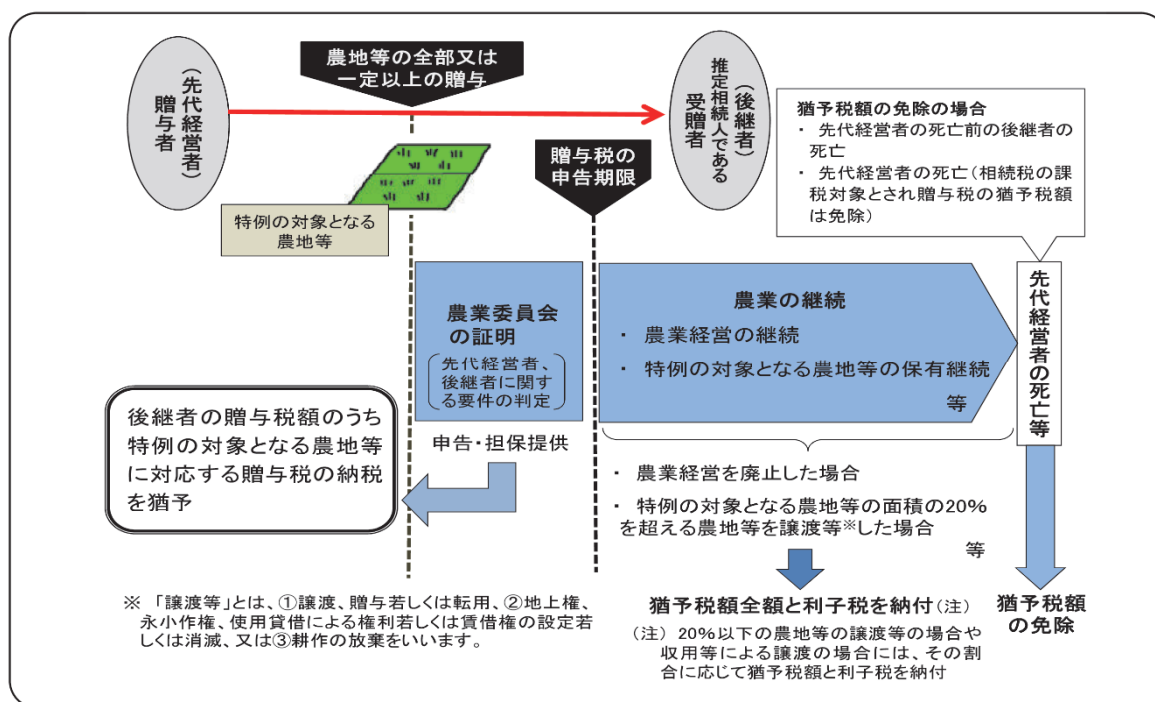 農地等の全部又は
一定以上の贈与
(先代経営者)
贈与者
(後継者)
推定相続人である
受贈者
特例の対象となる
農地等
贈与税の
申告期限
猶予税額の免除の場合
・ 先代経営者の死亡前の後継者の
死亡
・ 先代経営者の死亡(相続税の課
税対象とされ贈与税の猶予税額
は免除)
農業委員会
の証明
先代経営者、
後継者に関す
る要件の判定
申告・担保提供
後継者の贈与税額のうち
特例の対象となる農地等
に対応する贈与税の納税
を猶予
農業の継続
・ 農業経営の継続
・ 特例の対象となる農地等の保有継続
等
先代経営者の死亡等
・ 農業経営を廃止した場合
・ 特例の対象となる農地等の面積の20%
を超える農地等を譲渡等※した場合
等
猶予税額全額と利子税を納付(注)
(注) 20%以下の農地等の譲渡等の場合や
収用等による譲渡の場合には、その割
合に応じて猶予税額と利子税を納付
猶予税額
の免除
※ 「譲渡等」とは、①譲渡、贈与若しくは転用、②地上権、
永小作権、使用貸借による権利若しくは賃借権の設定若
しくは消滅、又は③耕作の放棄をいいます。